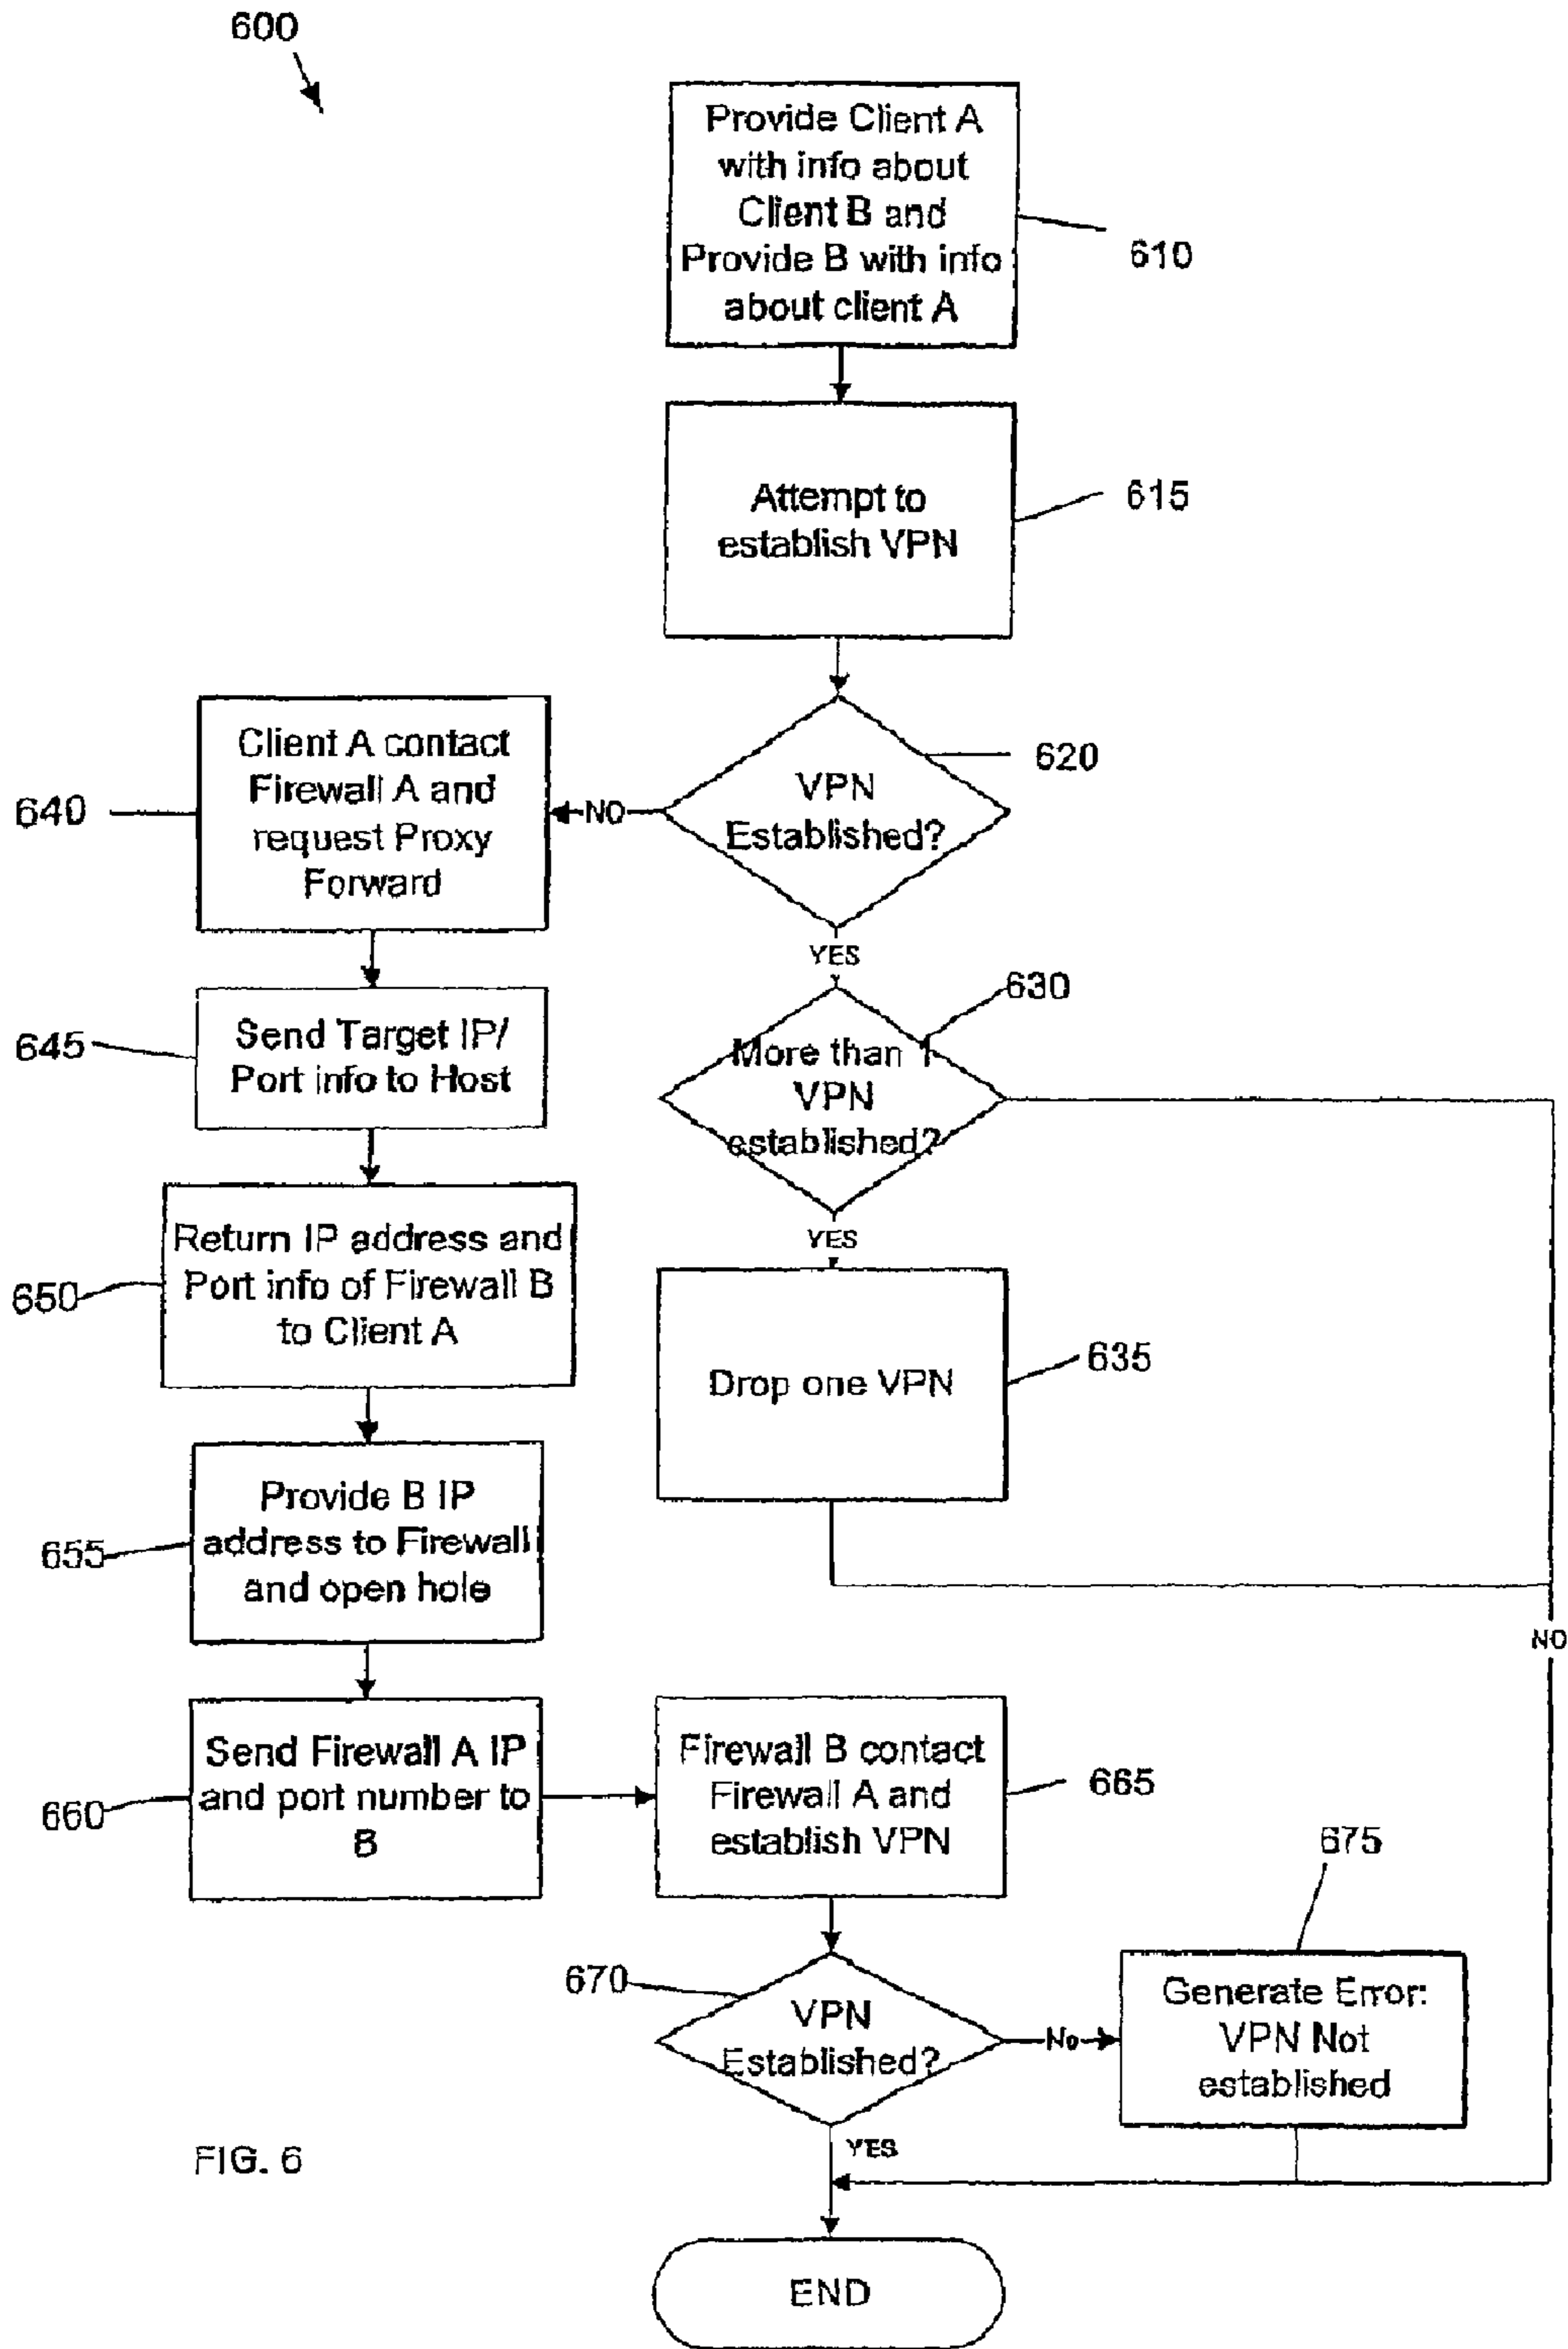 600
Provide Client A
with info about
Client B and
Provide B with info
about client A
610
Attempt to
establish VPN
615
VPN
Established?
620
NO
Client A contact
Firewall A and
request Proxy
Forward
640
YES
More than 1
VPN
established?
630
Send Target IP/
Port info to Host
645
YES
Return IP address and
Port info of Firewall B
to Client A
650
Drop one VPN
635
Provide B IP
address to Firewall
and open hole
655
NO
Send Firewall A IP
and port number to
B
660
Firewall B contact
Firewall A and
establish VPN
665
670
VPN
Established?
No
675
Generate Error:
VPN Not
established
YES
FIG. 6
END